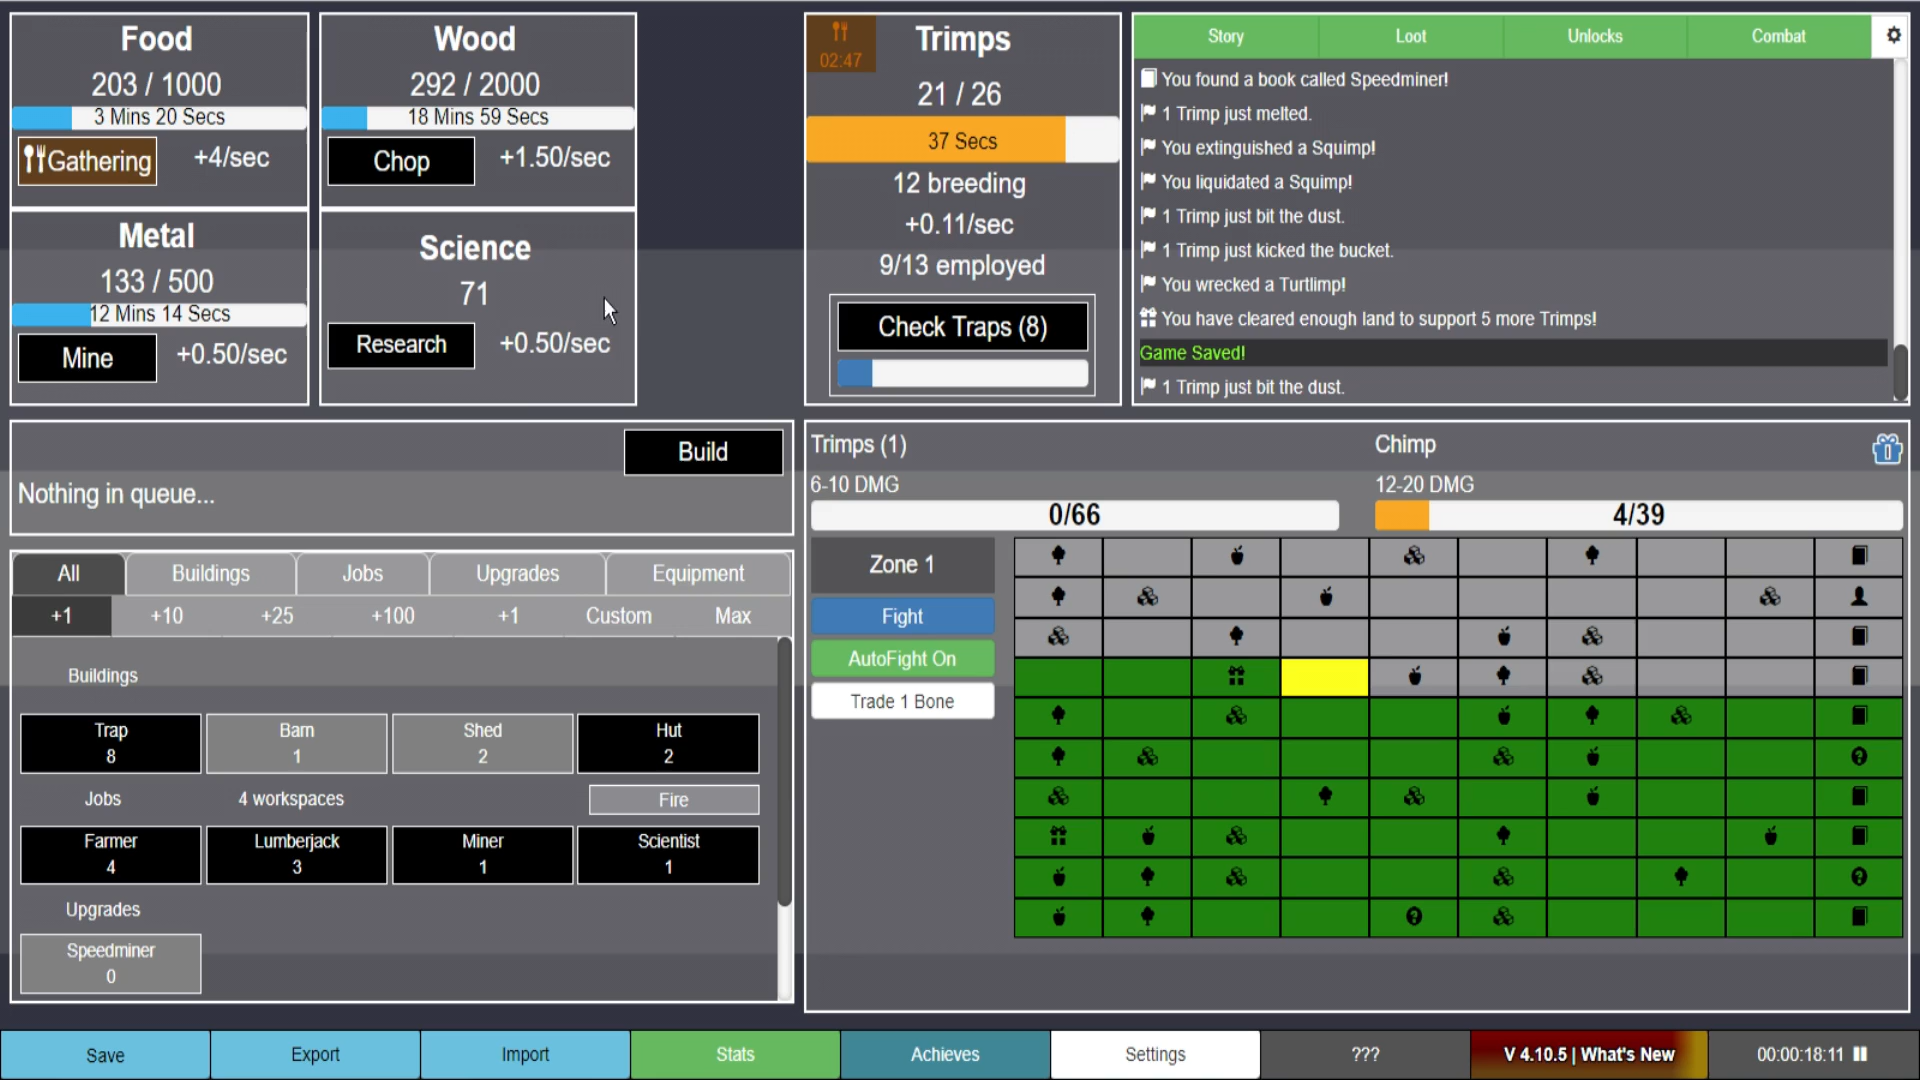 Food
203 / 1000
3 Mins 20 Secs
Gathering
+4/sec
Wood
292 / 2000
18 Mins 59 Secs
Chop
+1.50/sec
Metal
133 / 500
12 Mins 14 Secs
Mine
+0.50/sec
Science
71
Research
+0.50/sec
02:47
Trimps
21 / 26
37 Secs
12 breeding
+0.11/sec
9/13 employed
Check Traps (8)
Story
Loot
Unlocks
Combat
You found a book called Speedminer!
1 Trimp just melted.
You extinguished a Squimp!
You liquidated a Squimp!
1 Trimp just bit the dust.
1 Trimp just kicked the bucket.
You wrecked a Turtlimp!
You have cleared enough land to support 5 more Trimps!
Game Saved!
1 Trimp just bit the dust.
Build
Nothing in queue...
All
Buildings
Jobs
Upgrades
Equipment
+1
+10
+25
+100
+1
Custom
Max
Buildings
Trap
8
Barn
1
Shed
2
Hut
2
Jobs
4 workspaces
Fire
Farmer
4
Lumberjack
3
Miner
1
Scientist
1
Upgrades
Speedminer
0
Trimps (1)
6-10 DMG
0/66
Chimp
12-20 DMG
4/39
Zone 1
Fight
AutoFight On
Trade 1 Bone
Save
Export
Import
Stats
Achieves
Settings
???
V 4.10.5 | What's New
00:00:18:11